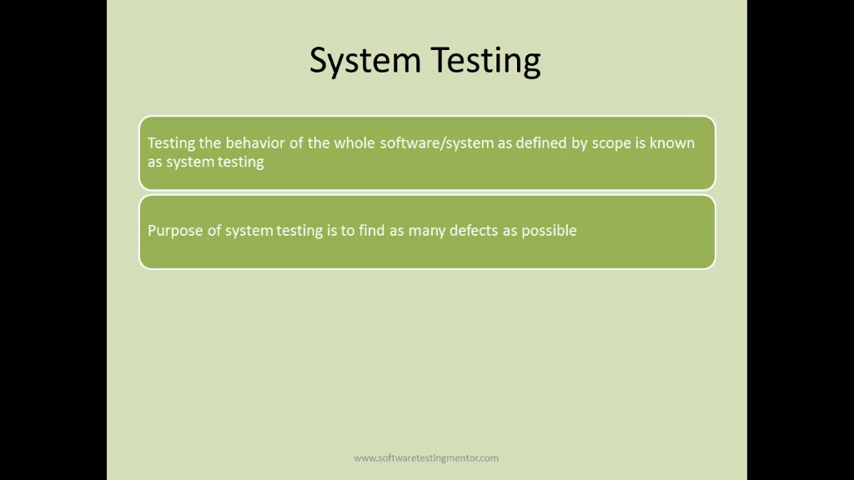 System Testing
Testing the behavior of the whole software/system as defined by scope is known
as system testing
Purpose of system testing is to find as many defects as possible
www.softwaretestingmentor.com